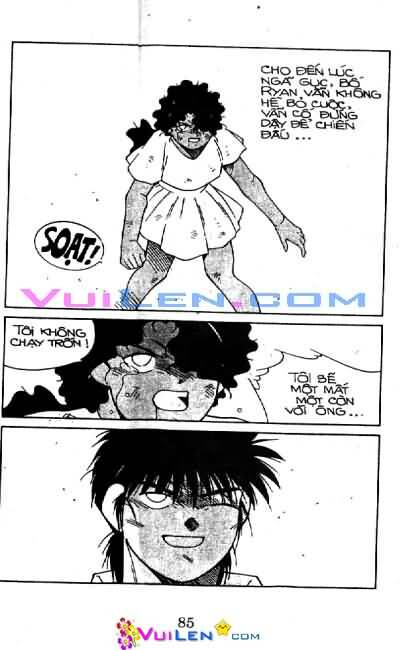 CHO ĐẾN LÚC
NGÃ GỤC, BỐ
RYAN VẪN KHÔNG
HỀ BỎ CUỘC,
VẪN CỐ ĐỨNG
DẬY ĐỂ CHIẾN
ĐẤU ...
SOẠT!
VUILEN.COM
TÔI KHÔNG
CHẠY TRỐN!
TÔI SẼ
MỘT MẤT
MỘT CÒN
VỚI ÔNG ...
85
VUILEN COM